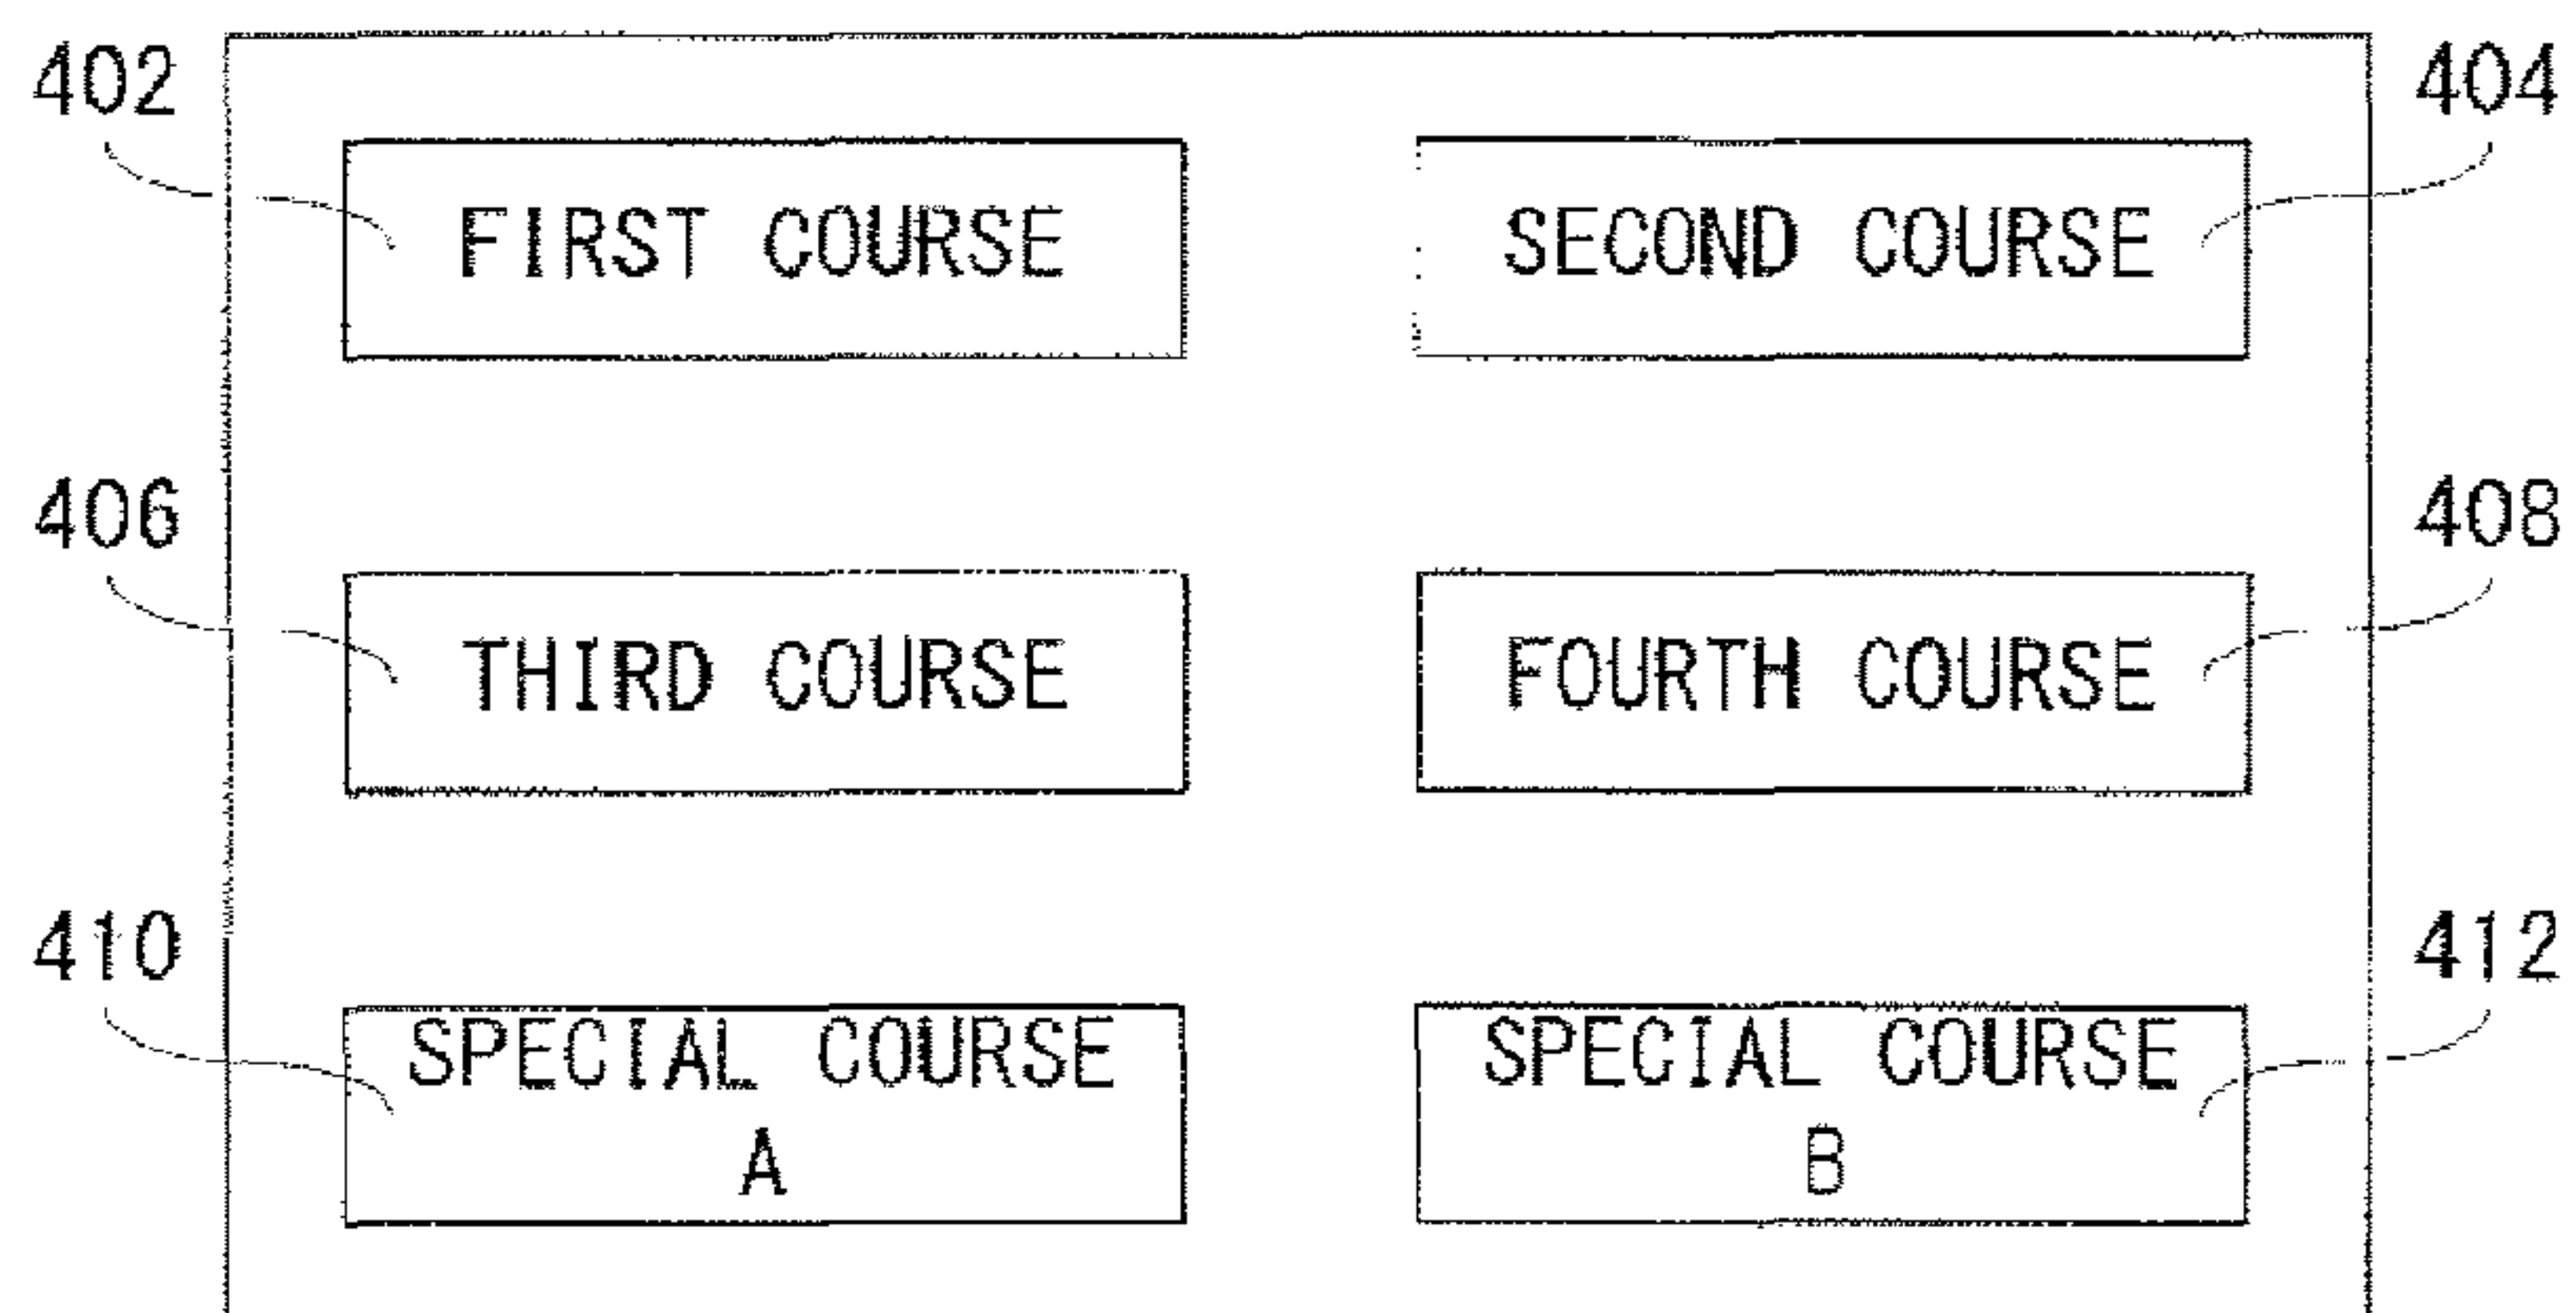 402 404
FIRST COURSE SECOND COURSE
406 408
THIRD COURSE FOURTH COURSE
410 412
SPECIAL COURSE
A
SPECIAL COURSE
B